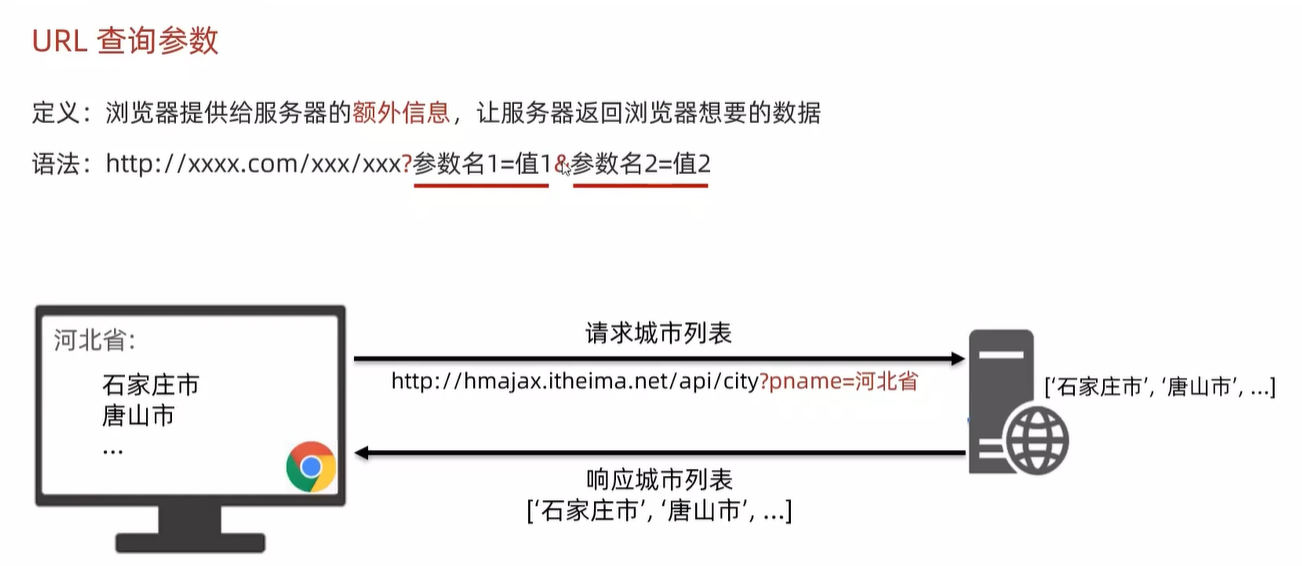 URL 查询参数
定义：浏览器提供给服务器的额外信息，让服务器返回浏览器想要的数据
语法：http://xxxx.com/xxx/xxx?参数名1=值1&参数名2=值2
河北省：
石家庄市
唐山市
...
请求城市列表
http://hmajax.itheima.net/api/city?pname=河北省
响应城市列表
['石家庄市', '唐山市', ...]
['石家庄市', '唐山市', ...]